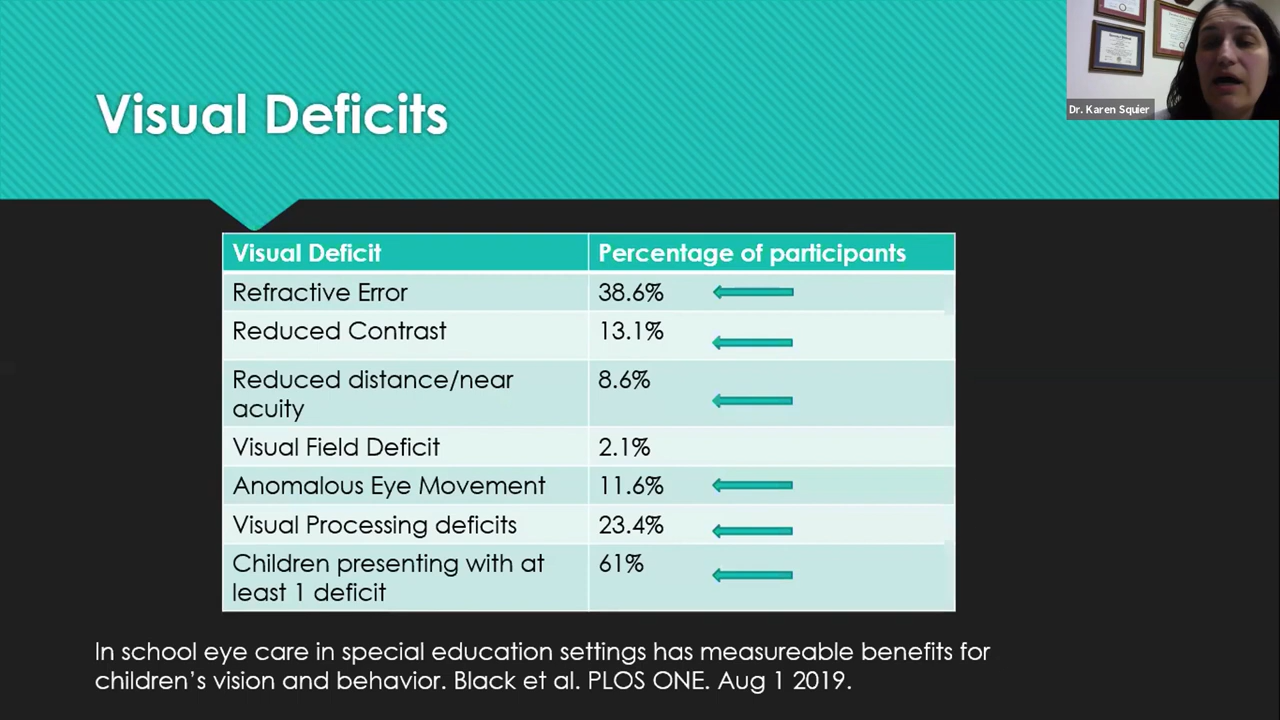 Visual Deficits
Dr. Karen Squier
Visual Deficit Percentage of participants
Refractive Error 38.6%
Reduced Contrast 13.1%
Reduced distance/near 8.6%
acuity
Visual Field Deficit 2.1%
Anomalous Eye Movement 11.6%
Visual Processing deficits 23.4%
Children presenting with at 61%
least 1 deficit
In school eye care in special education settings has measureable benefits for
children's vision and behavior. Black et al. PLOS ONE. Aug 1 2019.